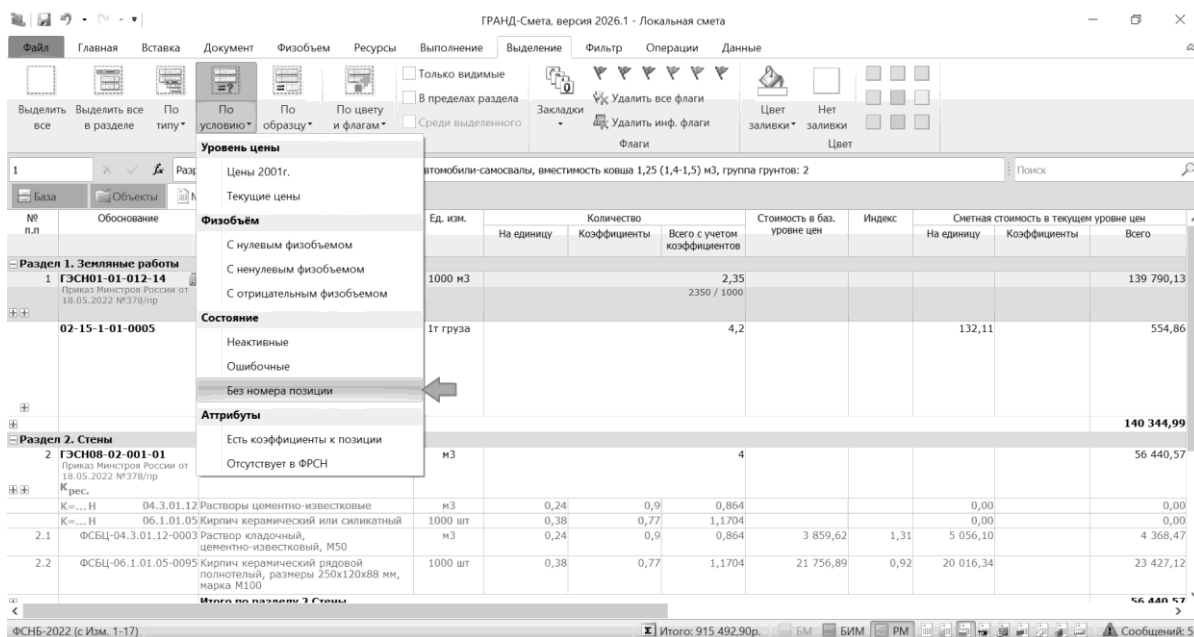 ГРАНД-Смета, версия 2026.1 - Локальная смета
Файл Главная Вставка Документ Физобъем Ресурсы Выполнение Выделение Фильтр Операции Данные
Выделить все
Выделить все в разделе
По типу
По условию
По образцу
По цвету и флагам
Только видимые
В пределах раздела
Среди выделенного
Закладки
Удалить все флаги
Удалить инф. флаги
Флаги
Цвет заливки
Нет заливки
Цвет
1 fx Разр
втомобили-самосвалы, вместимость ковша 1,25 (1,4-1,5) м3, группа грунтов: 2
Поиск
База Объекты
Уровень цены
Цены 2001г.
Текущие цены
Физобъём
С нулевым физобъемом
С ненулевым физобъемом
С отрицательным физобъемом
Состояние
Неактивные
Ошибочные
Без номера позиции
Аттрибуты
Есть коэффициенты к позиции
Отсутствует в ФРСН
№ п.п Обоснование Ед. изм. Количество Стоимость в баз. уровне цен Индекс Сметная стоимость в текущем уровне цен
На единицу Коэффициенты Всего с учетом коэффициентов На единицу Коэффициенты Всего
Раздел 1. Земляные работы
1 ГЭСН01-01-012-14 1000 м3 2,35 139 790,13
Приказ Минстроя России от 2350 / 1000
18.05.2022 №378/пр
02-15-1-01-0005 1т груза 4,2 132,11 554,86
140 344,99
Раздел 2. Стены
2 ГЭСН08-02-001-01 м3 4 56 440,57
Приказ Минстроя России от
18.05.2022 №378/пр
К рес.
К=... Н 04.3.01.12 Растворы цементно-известковые м3 0,24 0,9 0,864 0,00 0,00
К=... Н 06.1.01.05 Кирпич керамический или силикатный 1000 шт 0,38 0,77 1,1704 0,00 0,00
2.1 ФСБЦ-04.3.01.12-0003 Раствор кладочный, м3 0,24 0,9 0,864 3 859,62 1,31 5 056,10 4 368,47
цементно-известковый, М50
2.2 ФСБЦ-06.1.01.05-0095 Кирпич керамический рядовой 1000 шт 0,38 0,77 1,1704 21 756,89 0,92 20 016,34 23 427,12
полнотелый, размеры 250х120х88 мм,
марка М100
Итого по разделу 2 Стены 56 440,57
ФСНБ-2022 (с Изм. 1-17) Итого: 915 492,90р. БМ БИМ РМ Сообщений: 5